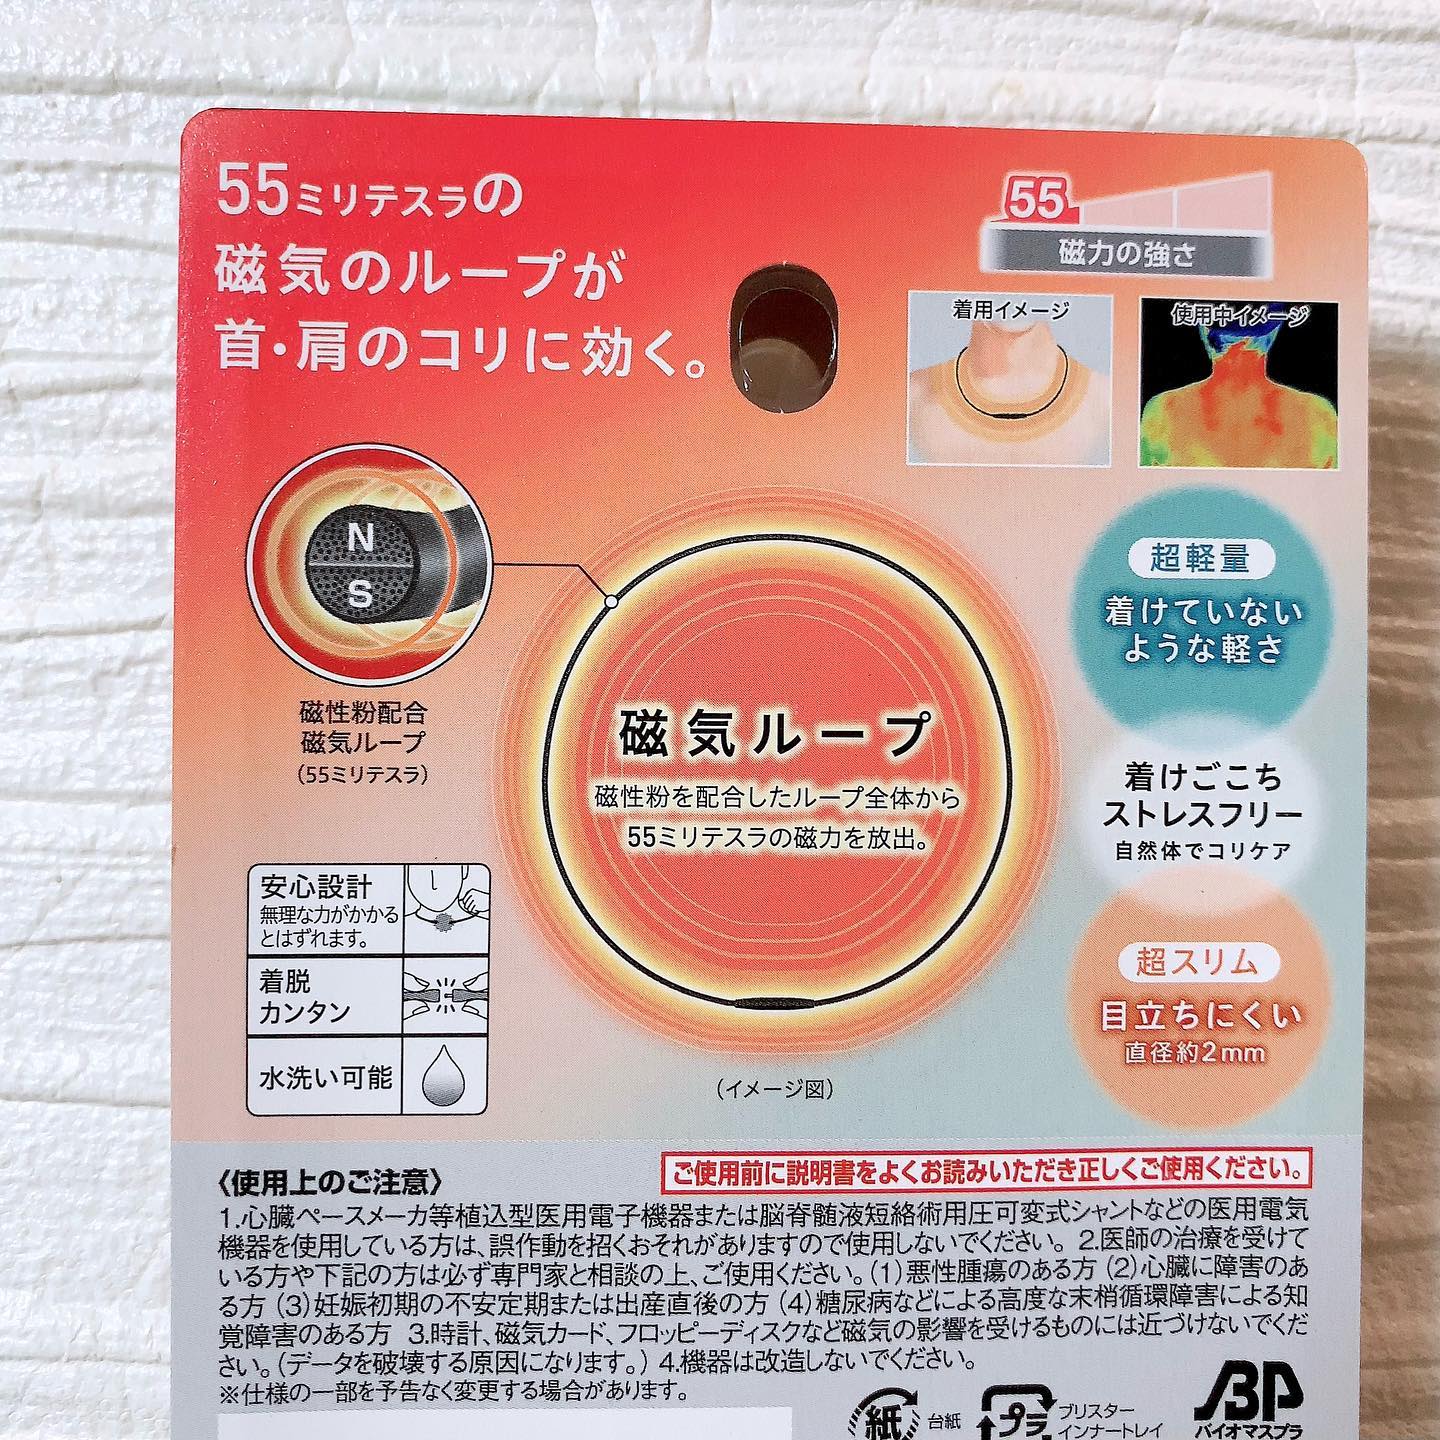 55ミリテスラの
磁気のループが
首・肩のコリに効く。
55
磁力の強さ
着用イメージ
使用中イメージ
N
S
磁性粉配合
磁気ループ
(55ミリテスラ)
磁気ループ
磁性粉を配合したループ全体から
55ミリテスラの磁力を放出。
(イメージ図)
超軽量
着けていない
ような軽さ
着けごこち
ストレスフリー
自然体でコリケア
超スリム
目立ちにくい
直径約2mm
安心設計
無理な力がかかる
とはずれます。
着脱
カンタン
水洗い可能
〈使用上のご注意〉
ご使用前に説明書をよくお読みいただき正しくご使用ください。
1.心臓ペースメーカ等植込型医用電子機器または脳脊髄液短絡術用圧可変式シャントなどの医用電気
機器を使用している方は、誤作動を招くおそれがありますので使用しないでください。 2.医師の治療を受けて
いる方や下記の方は必ず専門家と相談の上、ご使用ください。(1)悪性腫瘍のある方 (2)心臓に障害のあ
る方 (3)妊娠初期の不安定期または出産直後の方 (4)糖尿病などによる高度な末梢循環障害による知
覚障害のある方 3.時計、磁気カード、フロッピーディスクなど磁気の影響を受けるものには近づけないでくだ
さい。(データを破壊する原因になります。) 4.機器は改造しないでください。
※仕様の一部を予告なく変更する場合があります。
紙
台紙
プラ
ブリスター
インナートレイ
BP
バイオマスプラ